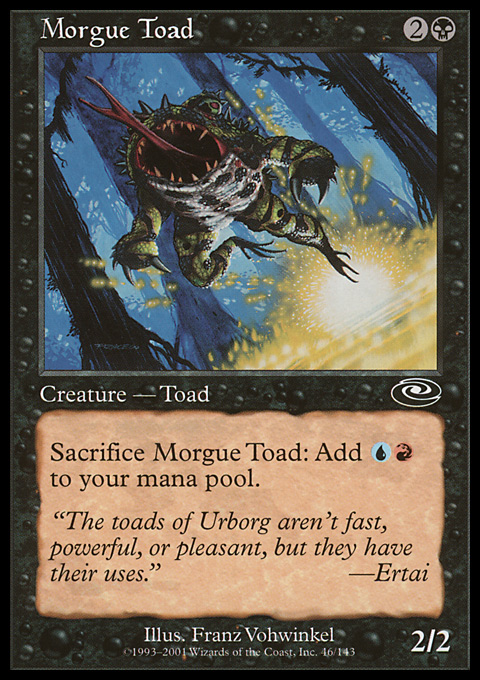 Morgue Toad 2
Creature — Toad
Sacrifice Morgue Toad: Add
to your mana pool.
“The toads of Urborg aren’t fast,
powerful, or pleasant, but they have
their uses.” —Ertai
Illus. Franz Vohwinkel
©1993–2001 Wizards of the Coast, Inc. 46/143
2/2